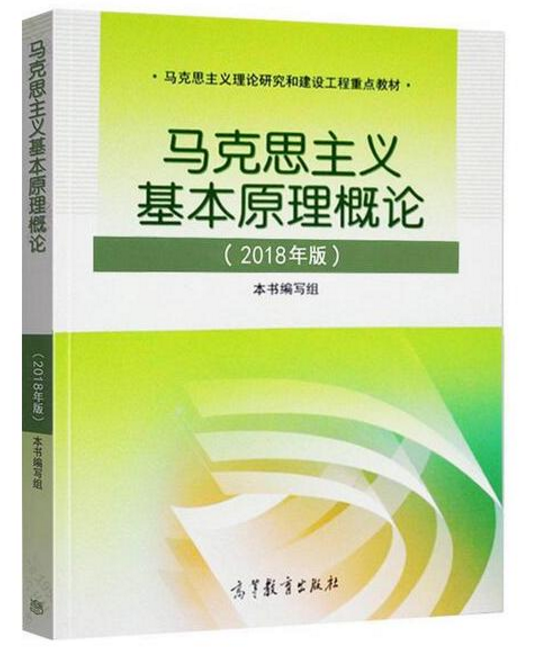 ·马克思主义理论研究和建设工程重点教材·
马克思主义
基本原理概论
（2018年版）
本书编写组
高等教育出版社
马克思主义基本原理概论
（2018年版）
本书编写组